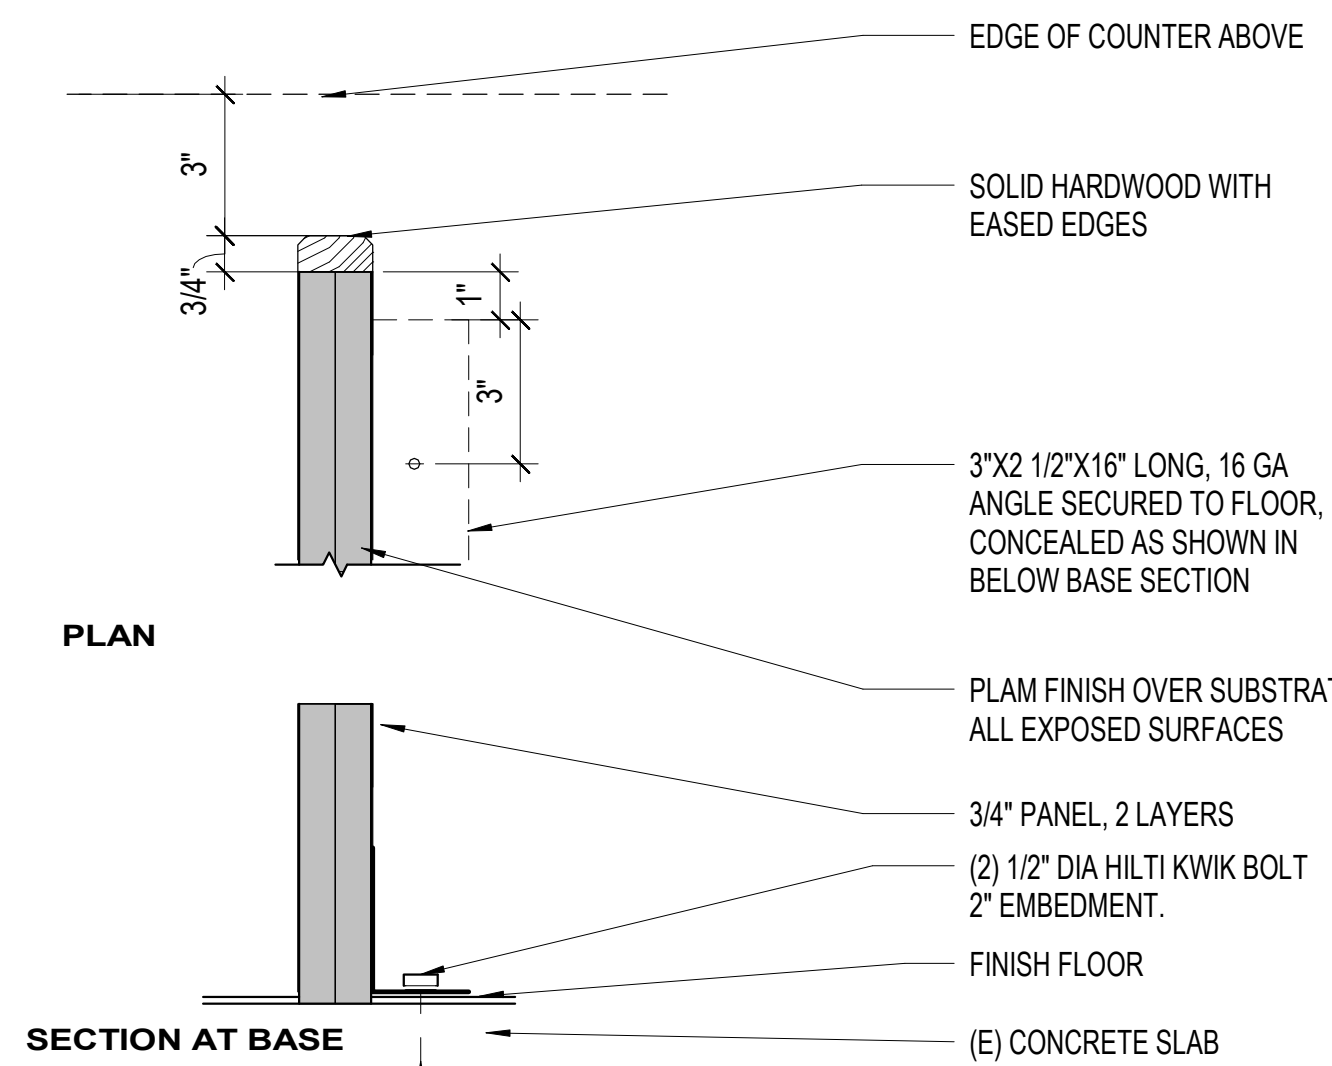 EDGE OF COUNTER ABOVE
3"
SOLID HARDWOOD WITH
EASED EDGES
3/4"
1"
3"
3"X2 1/2"X16" LONG, 16 GA
ANGLE SECURED TO FLOOR,
CONCEALED AS SHOWN IN
BELOW BASE SECTION
PLAN
PLAM FINISH OVER
ALL EXPOSED SURFACES
3/4" PANEL, 2 LAYERS
(2) 1/2" DIA HILTI KWIK BOLT
2" EMBEDMENT.
FINISH FLOOR
SECTION AT BASE
(E) CONCRETE SLAB